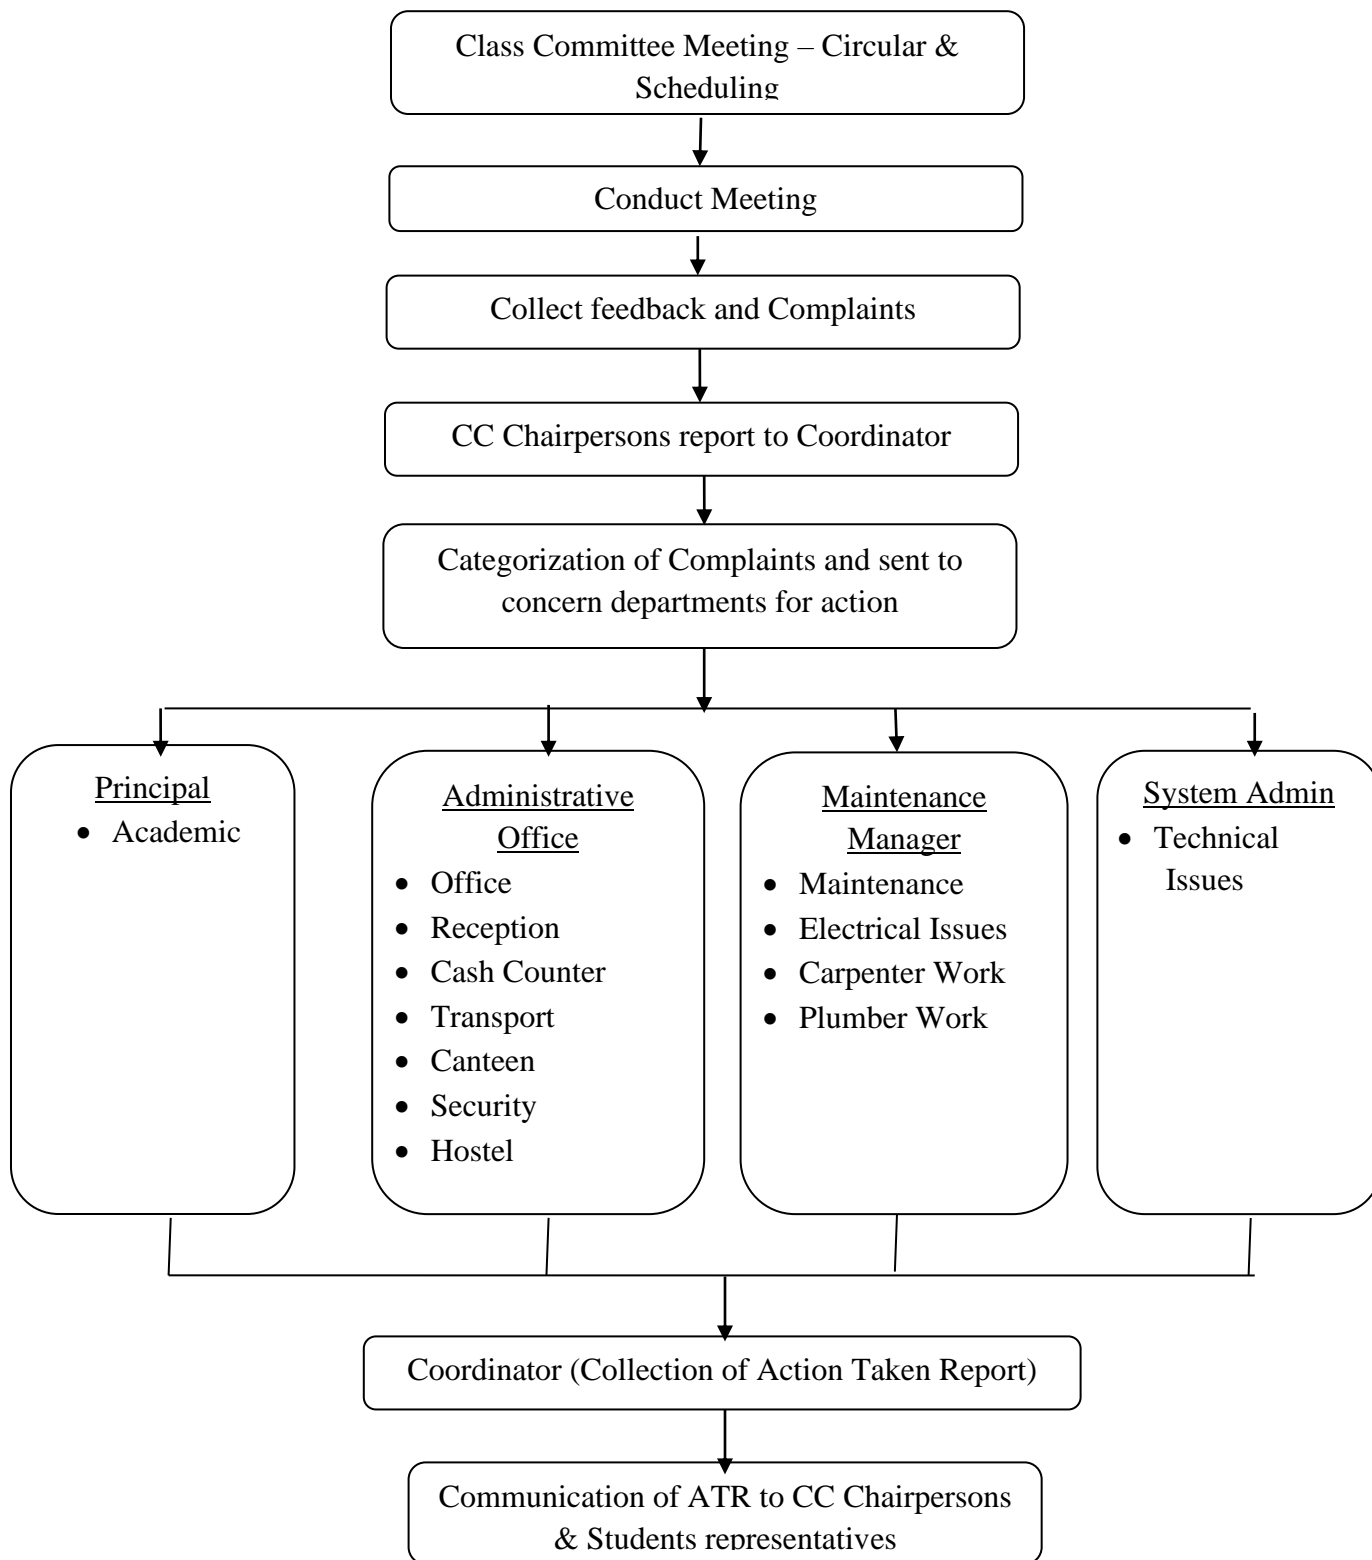 Class Committee Meeting – Circular &
Scheduling
Conduct Meeting
Collect feedback and Complaints
CC Chairpersons report to Coordinator
Categorization of Complaints and sent to
concern departments for action
Principal
• Academic
Administrative
Office
• Office
• Reception
• Cash Counter
• Transport
• Canteen
• Security
• Hostel
Maintenance
Manager
• Maintenance
• Electrical Issues
• Carpenter Work
• Plumber Work
System Admin
• Technical
Issues
Coordinator (Collection of Action Taken Report)
Communication of ATR to CC Chairpersons
& Students representatives